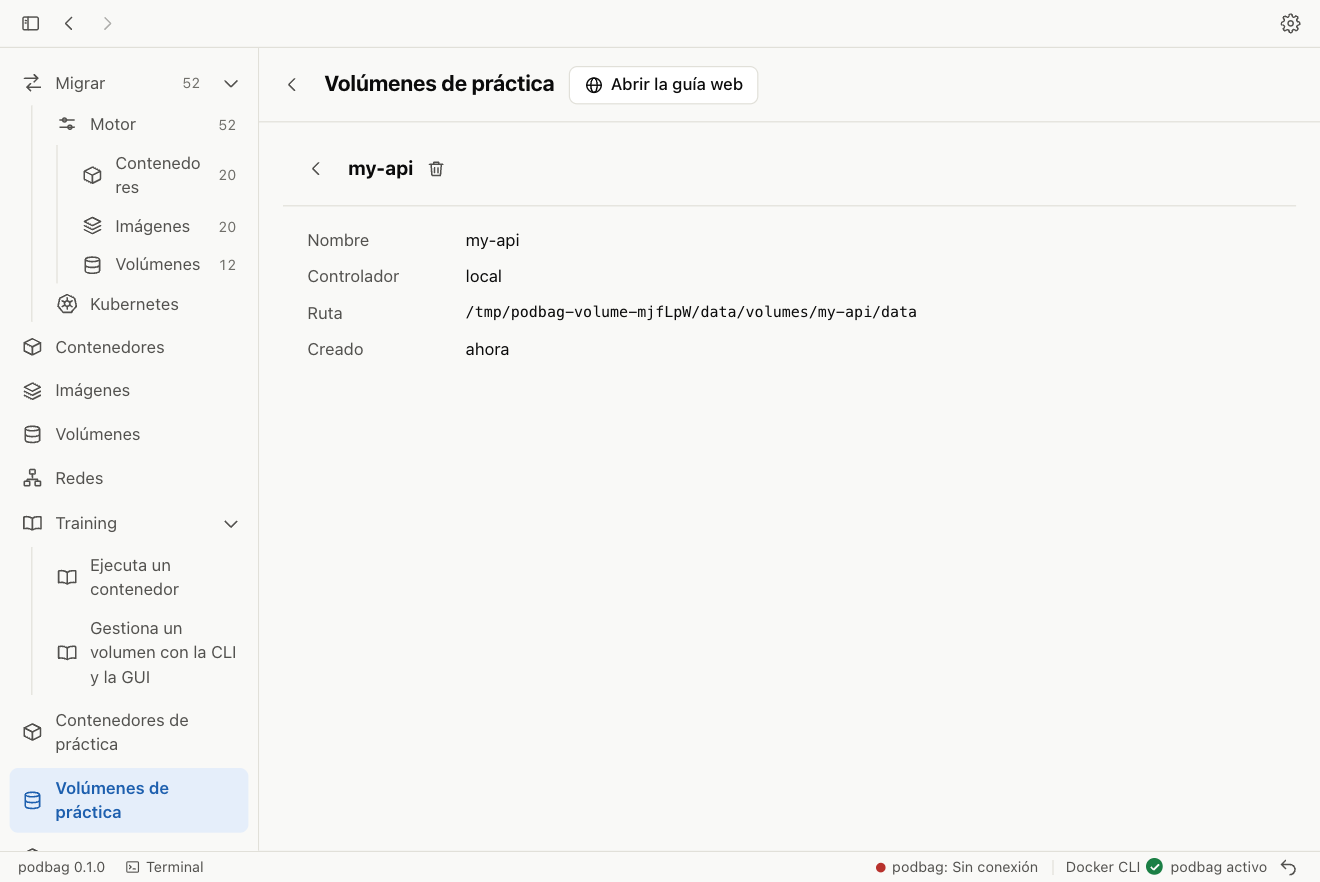 Migrar 52
Motor 52
Contenedo
res 20
Imágenes 20
Volúmenes 12
Kubernetes
Contenedores
Imágenes
Volúmenes
Redes
Training
Ejecuta un
contenedor
Gestiona un
volumen con la CLI
y la GUI
Contenedores de
práctica
Volúmenes de
práctica
Volúmenes de práctica
Abrir la guía web
my-api
Nombre my-api
Controlador local
Ruta /tmp/podbag-volume-mjfLpW/data/volumes/my-api/data
Creado ahora
podbag 0.1.0
Terminal
podbag: Sin conexión
Docker CLI
podbag activo